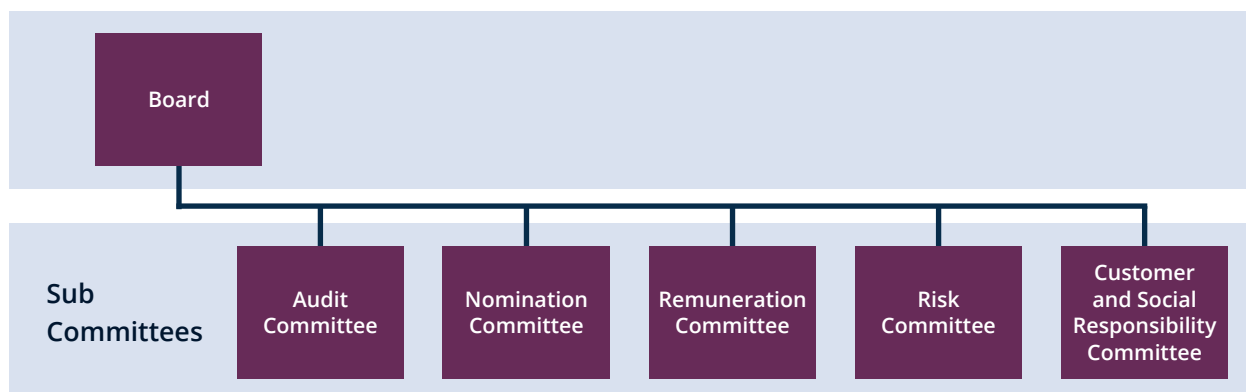 Board
Sub
Committees
Audit
Committee
Nomination
Committee
Remuneration
Committee
Risk
Committee
Customer
and Social
Responsibility
Committee